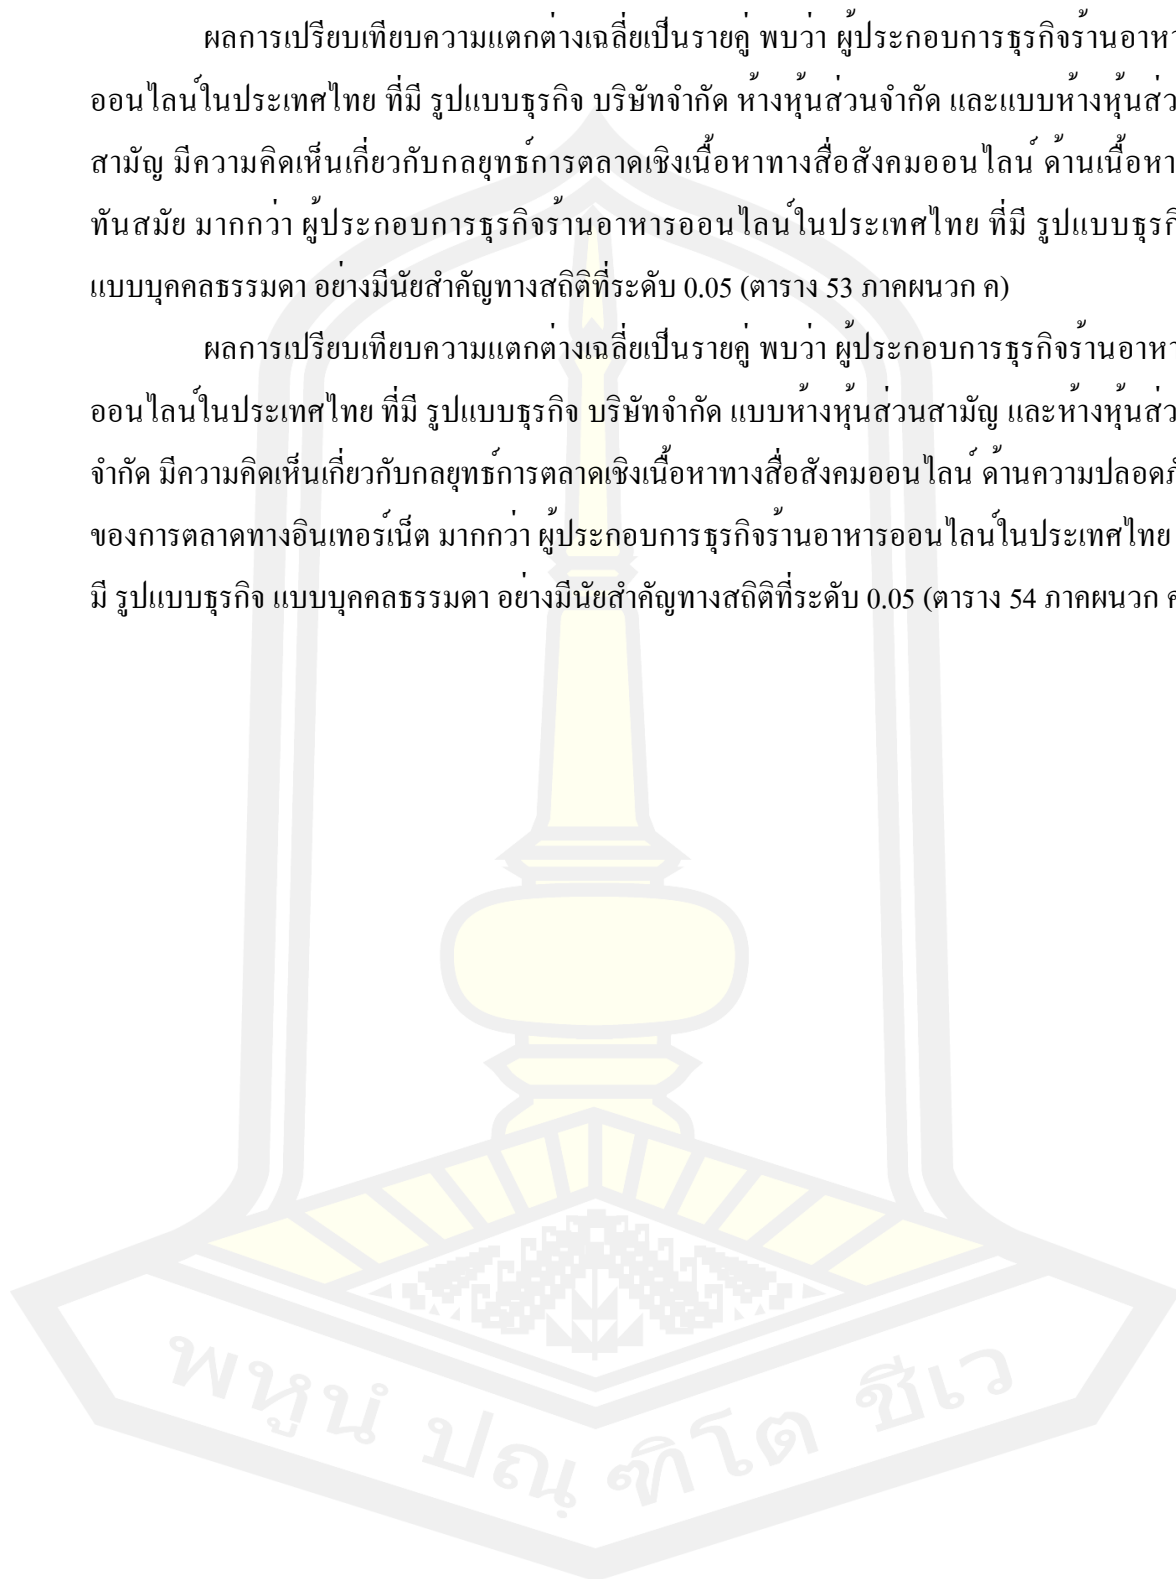 ผลการเปรียบเทียบความแตกต่างเฉลี่ยเป็นรายคู่ พบว่า ผู้ประกอบการธุรกิจร้านอาหา
ออนไลน์ในประเทศไทย ที่มี รูปแบบธุรกิจ บริษัทจำกัด ห้างหุ้นส่วนจำกัด และแบบห้างหุ้นส่ว
สามัญ มีความคิดเห็นเกี่ยวกับกลยุทธ์การตลาดเชิงเนื้อหาทางสื่อสังคมออนไลน์ ด้านเนื้อหา
ทันสมัย มากกว่า ผู้ประกอบการธุรกิจร้านอาหารออนไลน์ในประเทศไทย ที่มี รูปแบบธุรกิ
แบบบุคคลธรรมดา อย่างมีนัยสำคัญทางสถิติที่ระดับ 0.05 (ตาราง 53 ภาคผนวก ค)
ผลการเปรียบเทียบความแตกต่างเฉลี่ยเป็นรายคู่ พบว่า ผู้ประกอบการธุรกิจร้านอาหา
ออนไลน์ในประเทศไทย ที่มี รูปแบบธุรกิจ บริษัทจำกัด แบบห้างหุ้นส่วนสามัญ และห้างหุ้นส่ว
จำกัด มีความคิดเห็นเกี่ยวกับกลยุทธ์การตลาดเชิงเนื้อหาทางสื่อสังคมออนไลน์ ด้านความปลอดภั
ของการตลาดทางอินเทอร์เน็ต มากกว่า ผู้ประกอบการธุรกิจร้านอาหารออนไลน์ในประเทศไทย
มี รูปแบบธุรกิจ แบบบุคคลธรรมดา อย่างมีนัยสำคัญทางสถิติที่ระดับ 0.05 (ตาราง 54 ภาคผนวก ค
พหูนํ ปณฺฑิโต ชีเว